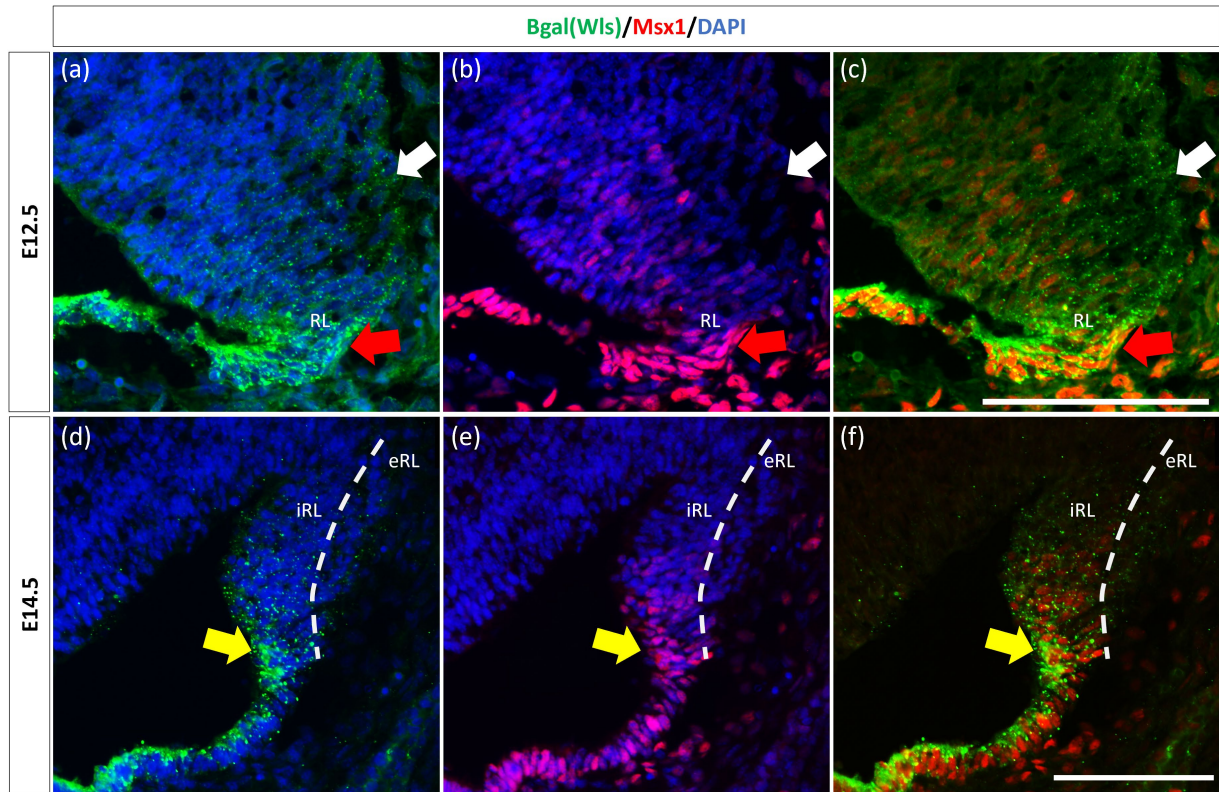 Bgal(Wls)/Msx1/DAPI
E12.5
(a)
(b)
(c)
RL
RL
RL
E14.5
(d)
(e)
(f)
eRL
eRL
eRL
iRL
iRL
iRL